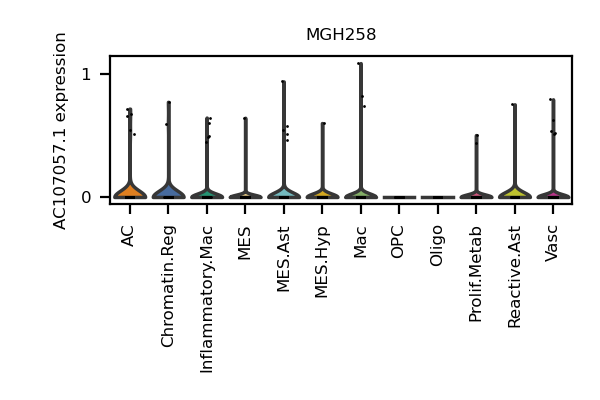 MGH258
AC107057.1 expression
1
0
AC
Chromatin.Reg
Inflammatory.Mac
MES
MES.Ast
MES.Hyp
Mac
OPC
Oligo
Prolif.Metab
Reactive.Ast
Vasc